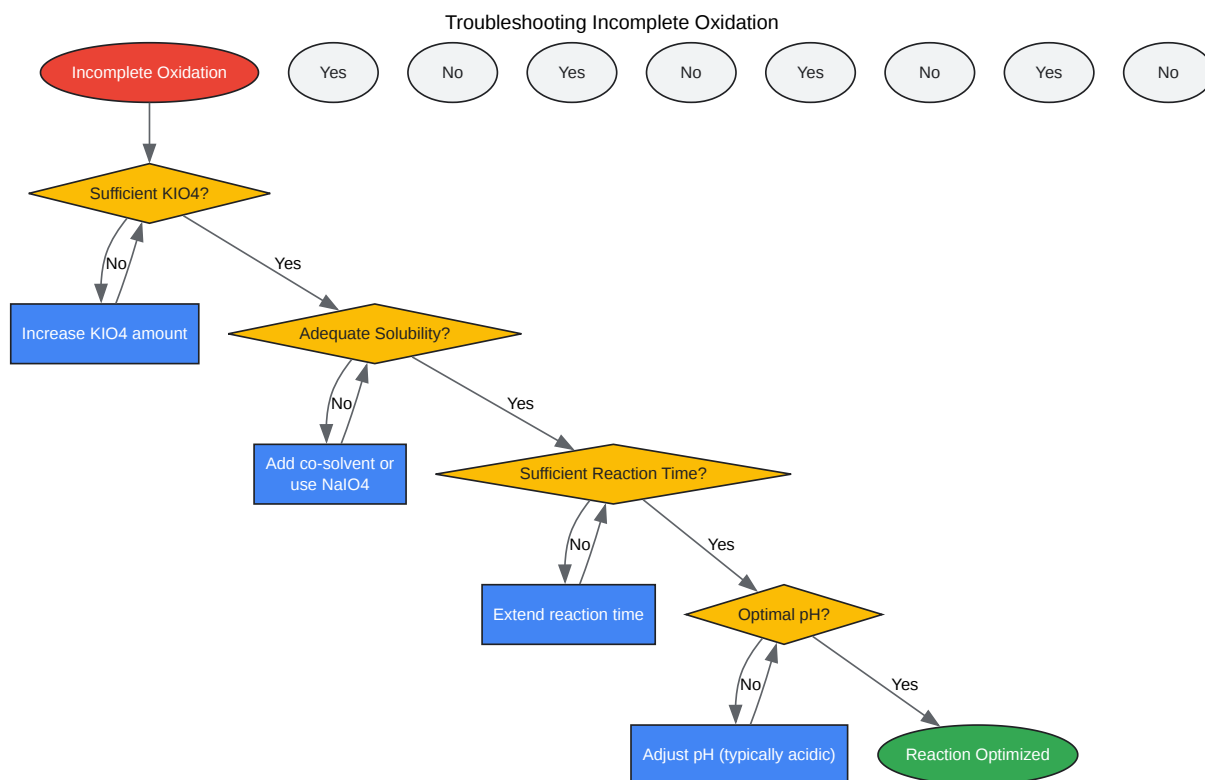 Troubleshooting Incomplete Oxidation
Incomplete Oxidation
Yes
No
Yes
No
Yes
No
Yes
No
Sufficient KIO4?
No
Yes
Increase KIO4 amount
Adequate Solubility?
No
Yes
Add co-solvent or
use NaIO4
Sufficient Reaction Time?
No
Yes
Extend reaction time
Optimal pH?
No
Yes
Adjust pH (typically acidic)
Reaction Optimized